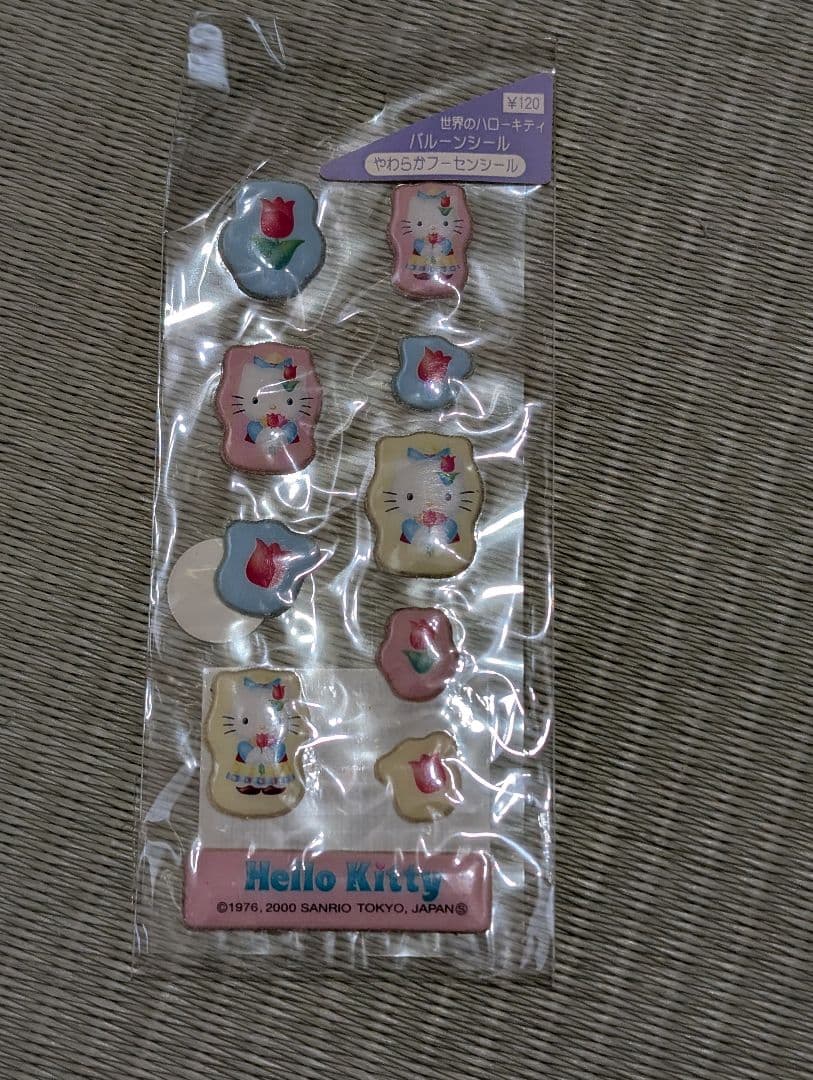 ¥120
世界のハローキティ
バルーンシール
やわらかフーセンシール
Hello Kitty
©1976, 2000 SANRIO TOKYO, JAPAN Ⓢ